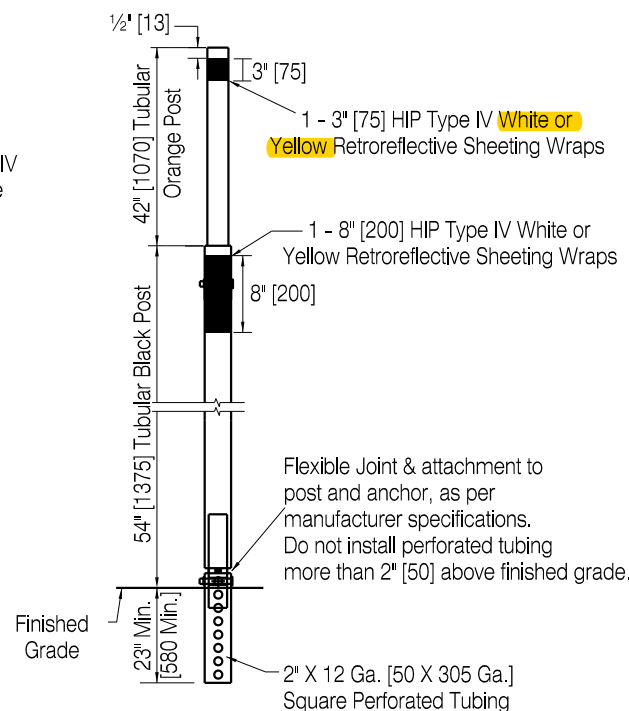 ½" [13]
3" [75]
1 - 3" [75] HIP Type IV White or
Yellow Retroreflective Sheeting Wraps
42" [1070] Tubular
Orange Post
IV
e
1 - 8" [200] HIP Type IV White or
Yellow Retroreflective Sheeting Wraps
8" [200]
54" [1375] Tubular Black Post
Flexible Joint & attachment to
post and anchor, as per
manufacturer specifications.
Do not install perforated tubing
more than 2" [50] above finished grade.
Finished
Grade
23" Min.
[580 Min.]
2" X 12 Ga. [50 X 305 Ga.]
Square Perforated Tubing